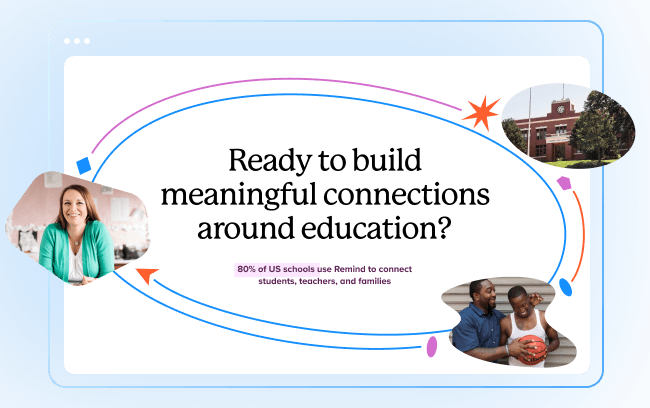 Ready to build
meaningful connections
around education?
80% of US schools use Remind to connect
students, teachers, and families